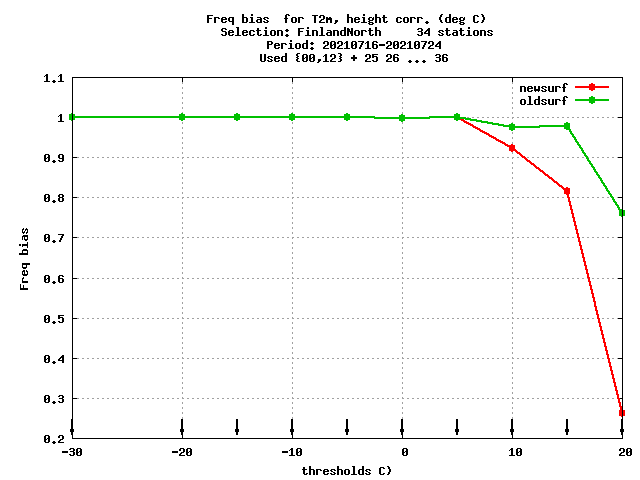 Freq bias  for T2m, height corr. (deg C)
Selection: FinlandNorth     34 stations
Period: 20210716-20210724
Used {00,12} + 25 26 ... 36
newsurf
oldsurf
1.1
1
0.9
0.8
0.7
0.6
0.5
0.4
0.3
0.2
Freq bias
-30
-20
-10
0
10
20
thresholds C)